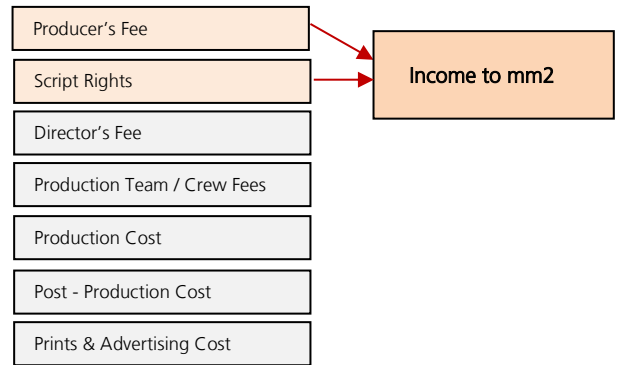 Producer’s Fee
Script Rights
Income to mm2
Director’s Fee
Production Team / Crew Fees
Production Cost
Post - Production Cost
Prints & Advertising Cost